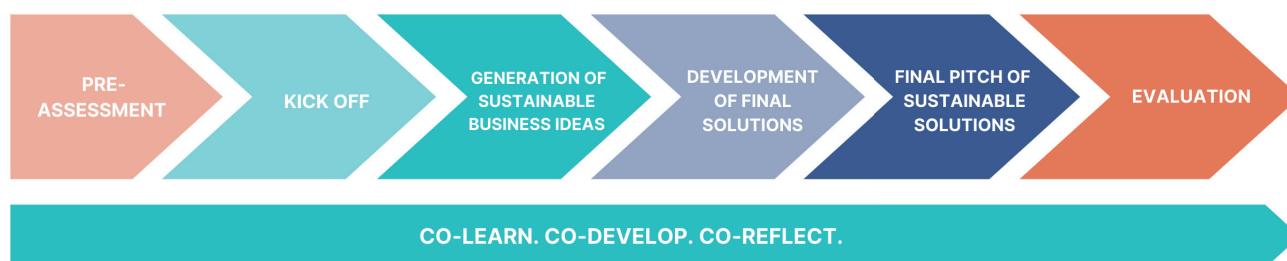 PRE-
ASSESSMENT
KICK OFF
GENERATION OF
SUSTAINABLE
BUSINESS IDEAS
DEVELOPMENT
OF FINAL
SOLUTIONS
FINAL PITCH OF
SUSTAINABLE
SOLUTIONS
EVALUATION
CO-LEARN. CO-DEVELOP. CO-REFLECT.